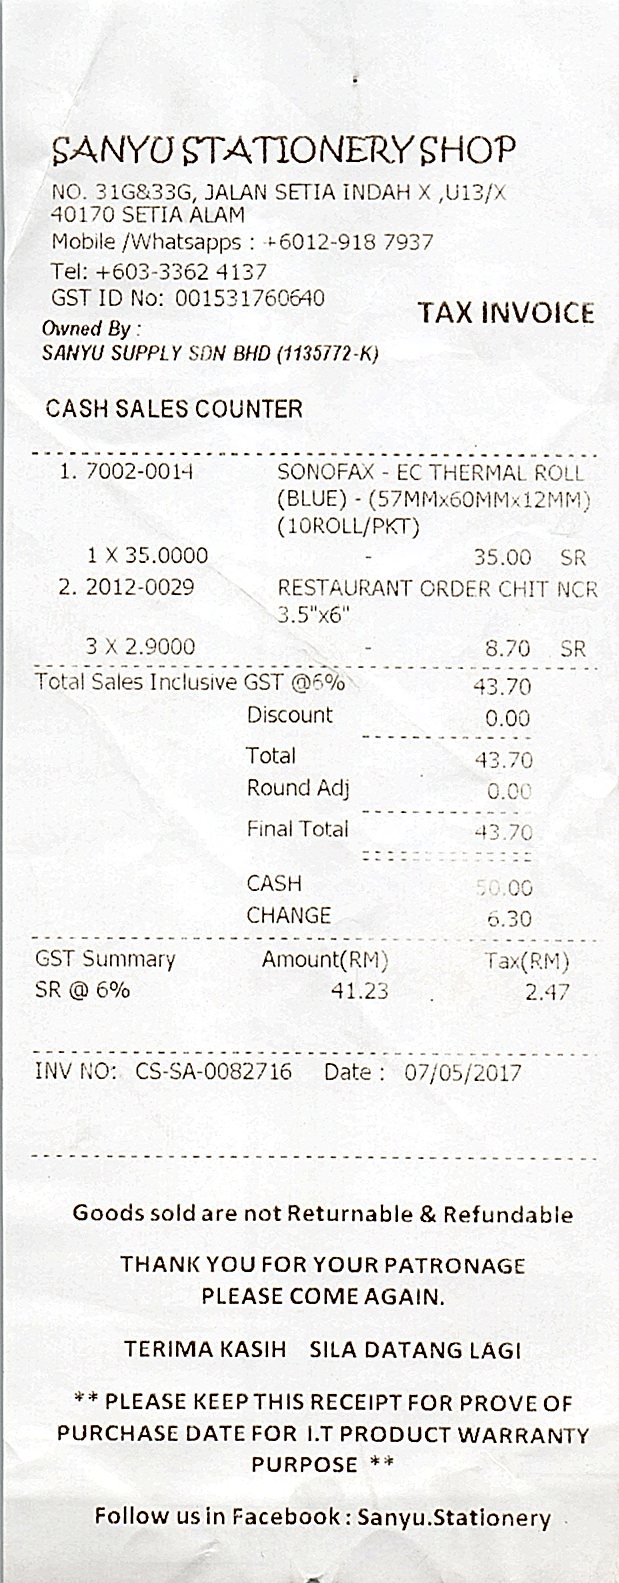 SANYU STATIONERY SHOP
NO. 31G&33G, JALAN SETIA INDAH X ,U13/X
40170 SETIA ALAM
Mobile /Whatsapps : +6012-918 7937
Tel: +603-3362 4137
GST ID No: 001531760640
TAX INVOICE
Owned By :
SANYU SUPPLY SDN BHD (1135772-K)
CASH SALES COUNTER
1. 7002-0014 SONOFAX - EC THERMAL ROLL
(BLUE) - (57MMx60MMx12MM)
(10ROLL/PKT)
1 X 35.0000 - 35.00 SR
2. 2012-0029 RESTAURANT ORDER CHIT NCR
3.5"x6"
3 X 2.9000 - 8.70 SR
Total Sales Inclusive GST @6% 43.70
Discount 0.00
Total 43.70
Round Adj 0.00
Final Total 43.70
CASH 50.00
CHANGE 6.30
GST Summary Amount(RM) Tax(RM)
SR @ 6% 41.23 2.47
INV NO: CS-SA-0082716 Date : 07/05/2017
Goods sold are not Returnable & Refundable
THANK YOU FOR YOUR PATRONAGE
PLEASE COME AGAIN.
TERIMA KASIH SILA DATANG LAGI
** PLEASE KEEP THIS RECEIPT FOR PROVE OF
PURCHASE DATE FOR I.T PRODUCT WARRANTY
PURPOSE **
Follow us in Facebook : Sanyu.Stationery